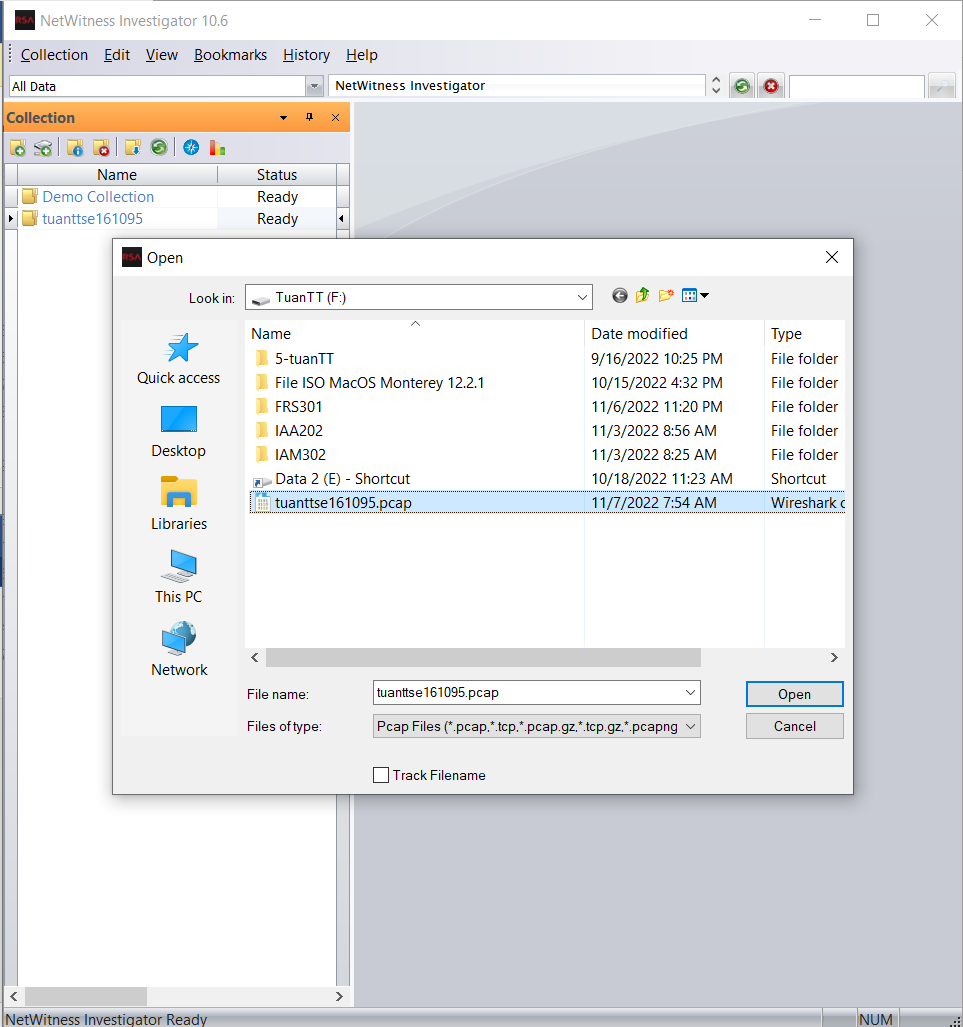 RSA NetWitness Investigator 10.6
Collection Edit View Bookmarks History Help
All Data NetWitness Investigator
Collection
Name Status
Demo Collection Ready
tuanttse161095 Ready
RSA Open
Look in: TuanTT (F:)
Name Date modified Type
5-tuanTT 9/16/2022 10:25 PM File folder
File ISO MacOS Monterey 12.2.1 10/15/2022 4:32 PM File folder
FRS301 11/6/2022 11:20 PM File folder
IAA202 11/3/2022 8:56 AM File folder
IAM302 11/3/2022 8:25 AM File folder
Data 2 (E) - Shortcut 10/18/2022 11:23 AM Shortcut
tuanttse161095.pcap 11/7/2022 7:54 AM Wireshark c
Quick access
Desktop
Libraries
This PC
Network
File name: tuanttse161095.pcap Open
Files of type: Pcap Files (*.pcap,*.tcp,*.pcap.gz,*.tcp.gz,*.pcapng Cancel
Track Filename
NetWitness Investigator Ready NUM